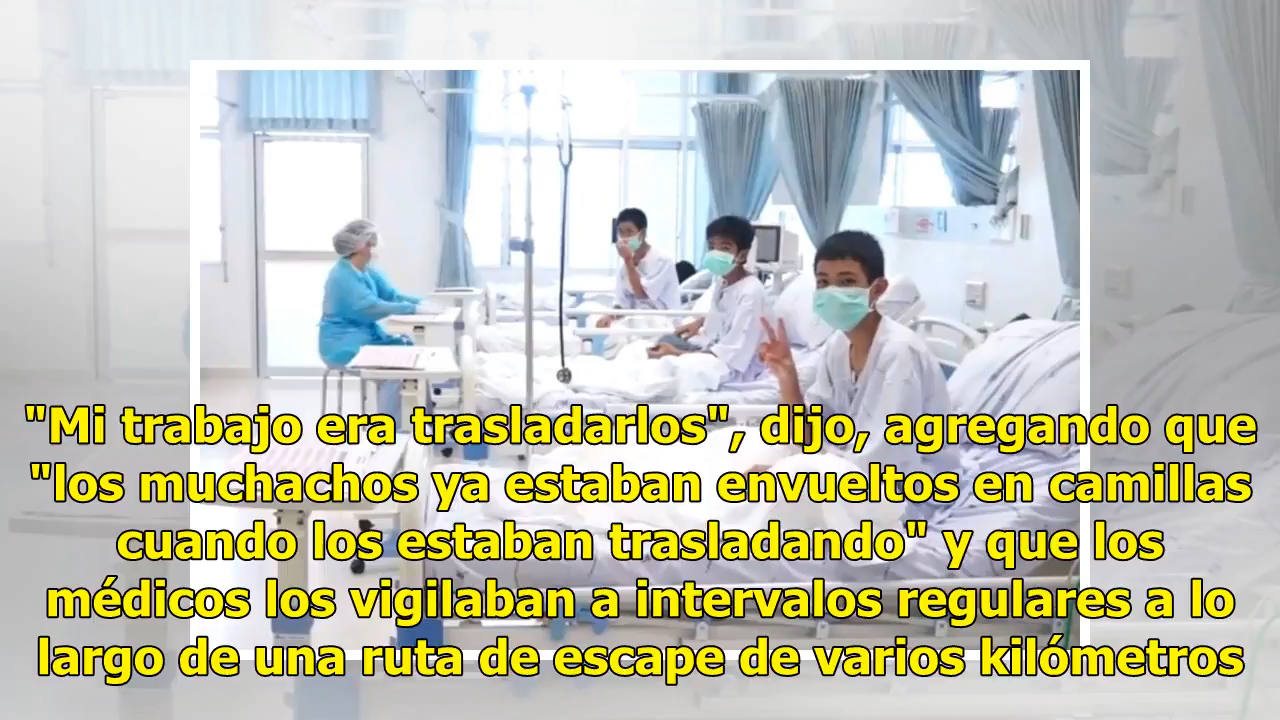 "Mi trabajo era trasladarlos", dijo, agregando que
"los muchachos ya estaban envueltos en camillas
cuando los estaban trasladando" y que los
médicos los vigilaban a intervalos regulares a lo
largo de una ruta de escape de varios kilómetros